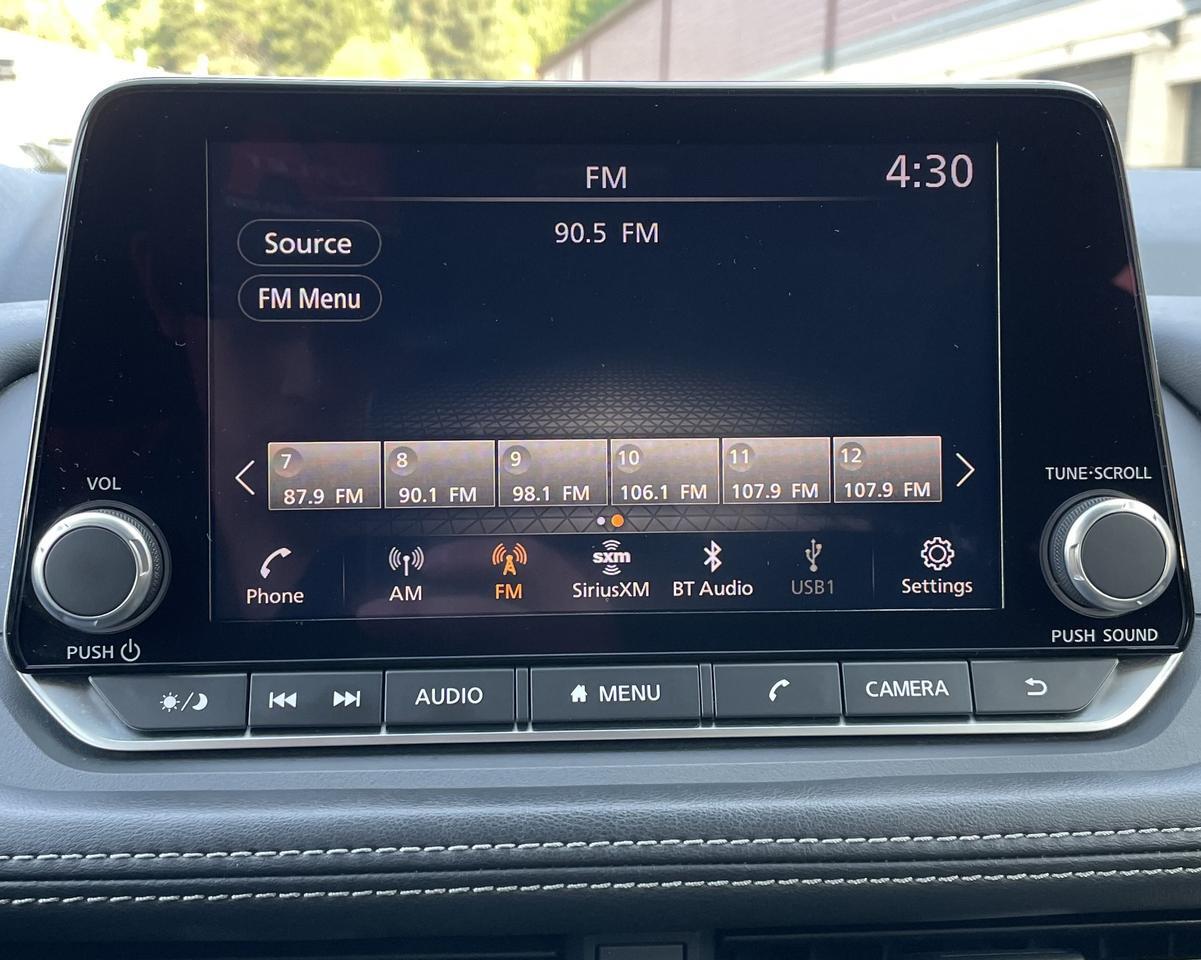 FM
4:30
Source
90.5 FM
FM Menu
7
8
9
10
11
12
87.9 FM
90.1 FM
98.1 FM
106.1 FM
107.9 FM
107.9 FM
VOL
TUNE·SCROLL
sxm
Phone
AM
FM
SiriusXM
BT Audio
USB1
Settings
PUSH
PUSH SOUND
AUDIO
MENU
CAMERA